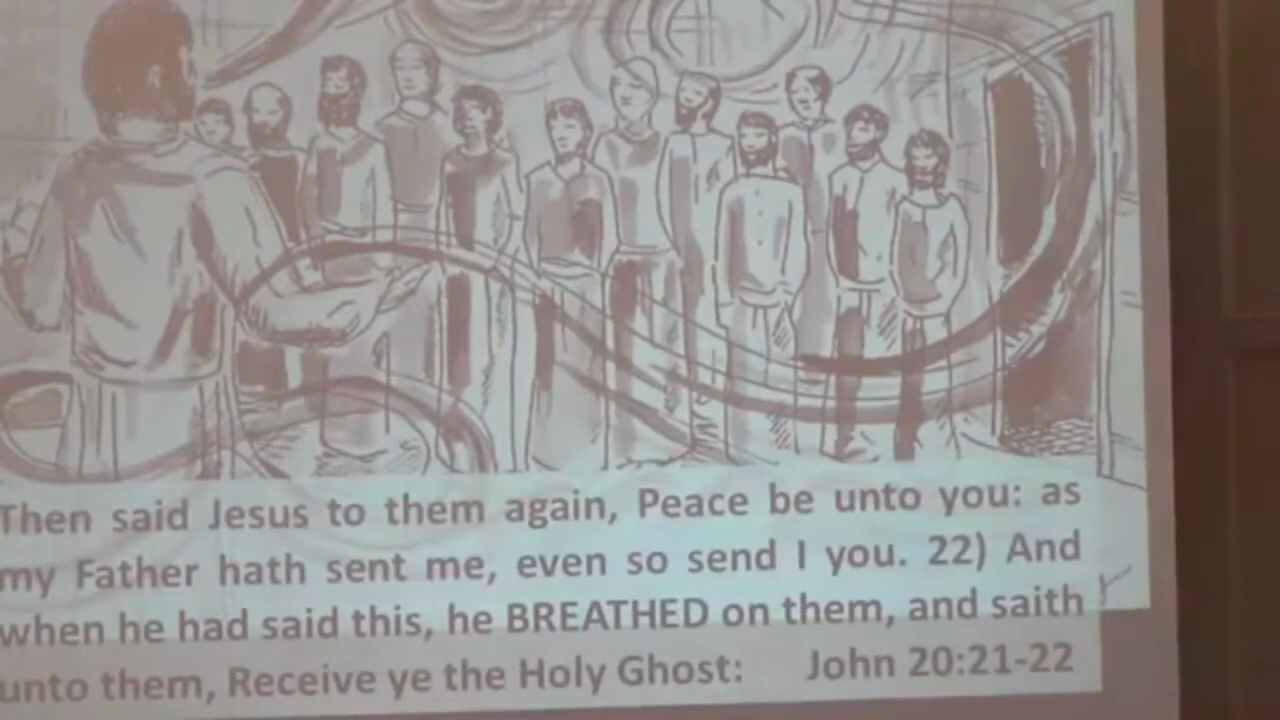 Then said Jesus to them again, Peace be unto you: as
my Father hath sent me, even so send I you. 22) And
when he had said this, he BREATHED on them, and saith
unto them, Receive ye the Holy Ghost: John 20:21-22